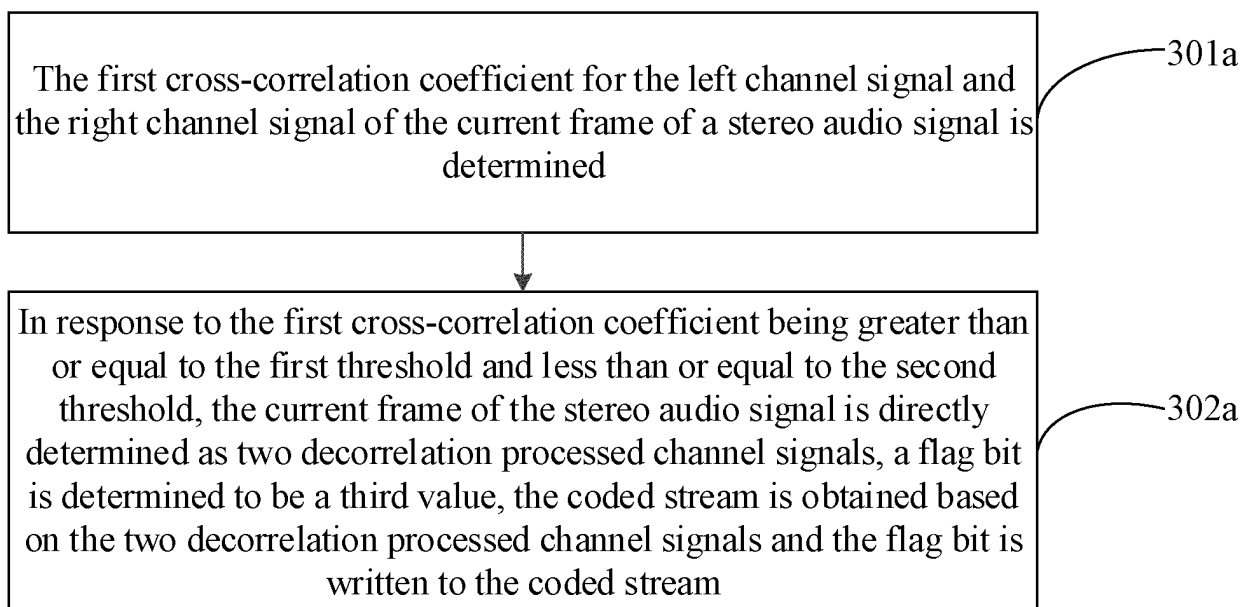 The first cross-correlation coefficient for the left channel signal and
the right channel signal of the current frame of a stereo audio signal is
determined
301a
In response to the first cross-correlation coefficient being greater than
or equal to the first threshold and less than or equal to the second
threshold, the current frame of the stereo audio signal is directly
determined as two decorrelation processed channel signals, a flag bit
is determined to be a third value, the coded stream is obtained based
on the two decorrelation processed channel signals and the flag bit is
written to the coded stream
302a